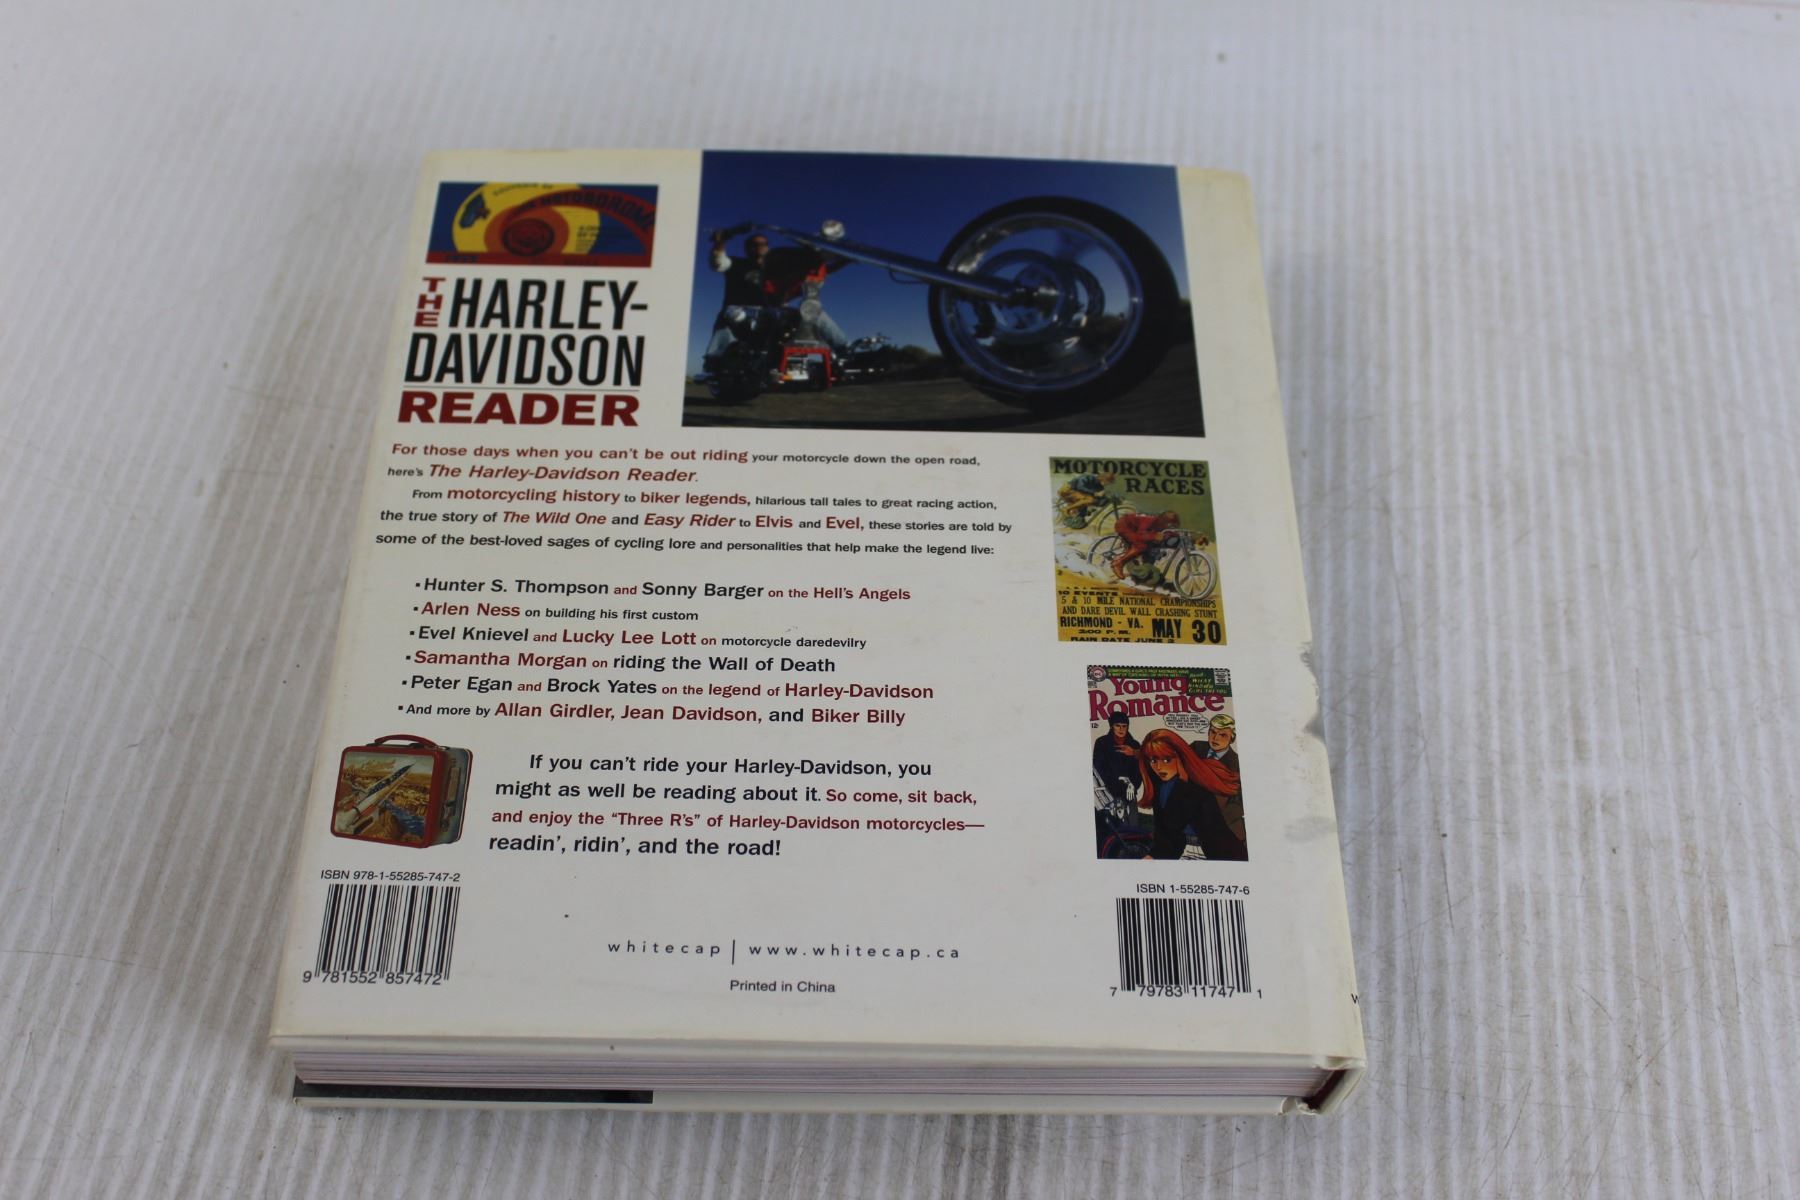 MOTORDROME
THE HARLEY-
DAVIDSON
READER
For those days when you can't be out riding your motorcycle down the open road,
here's The Harley-Davidson Reader.
From motorcycling history to biker legends, hilarious tall tales to great racing action,
the true story of The Wild One and Easy Rider to Elvis and Evel, these stories are told by
some of the best-loved sages of cycling lore and personalities that help make the legend live:
▪ Hunter S. Thompson and Sonny Barger on the Hell's Angels
▪ Arlen Ness on building his first custom
▪ Evel Knievel and Lucky Lee Lott on motorcycle daredevilry
▪ Samantha Morgan on riding the Wall of Death
▪ Peter Egan and Brock Yates on the legend of Harley-Davidson
▪ And more by Allan Girdler, Jean Davidson, and Biker Billy
If you can't ride your Harley-Davidson, you
might as well be reading about it. So come, sit back,
and enjoy the "Three R's" of Harley-Davidson motorcycles—
readin', ridin', and the road!
MOTORCYCLE
RACES
10 EVENTS
5 & 10 MILE NATIONAL CHAMPIONSHIPS
AND DARE DEVIL WALL CRASHING STUNT
RICHMOND - VA. MAY 30
2:00 P.M.
RAIN DATE JUNE 3
Young
Romance
ISBN 978-1-55285-747-2
9 781552 857472
whitecap | www.whitecap.ca
Printed in China
ISBN 1-55285-747-6
7 79783 11747 1
W